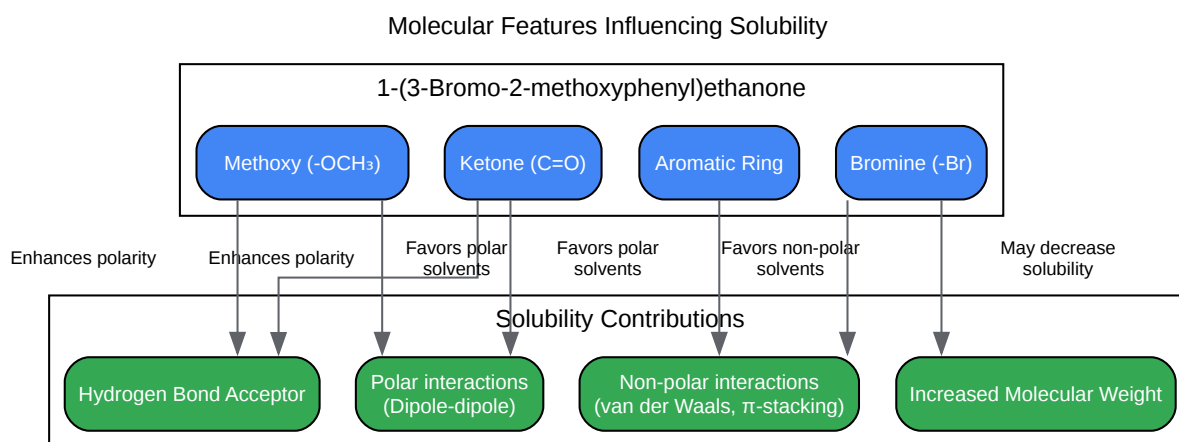 Molecular Features Influencing Solubility
1-(3-Bromo-2-methoxyphenyl)ethanone
Methoxy (-OCH₃)
Ketone (C=O)
Aromatic Ring
Bromine (-Br)
Enhances polarity
Enhances polarity
Favors polar
solvents
Favors polar
solvents
Favors non-polar
solvents
May decrease
solubility
Solubility Contributions
Hydrogen Bond Acceptor
Polar interactions
(Dipole-dipole)
Non-polar interactions
(van der Waals, π-stacking)
Increased Molecular Weight